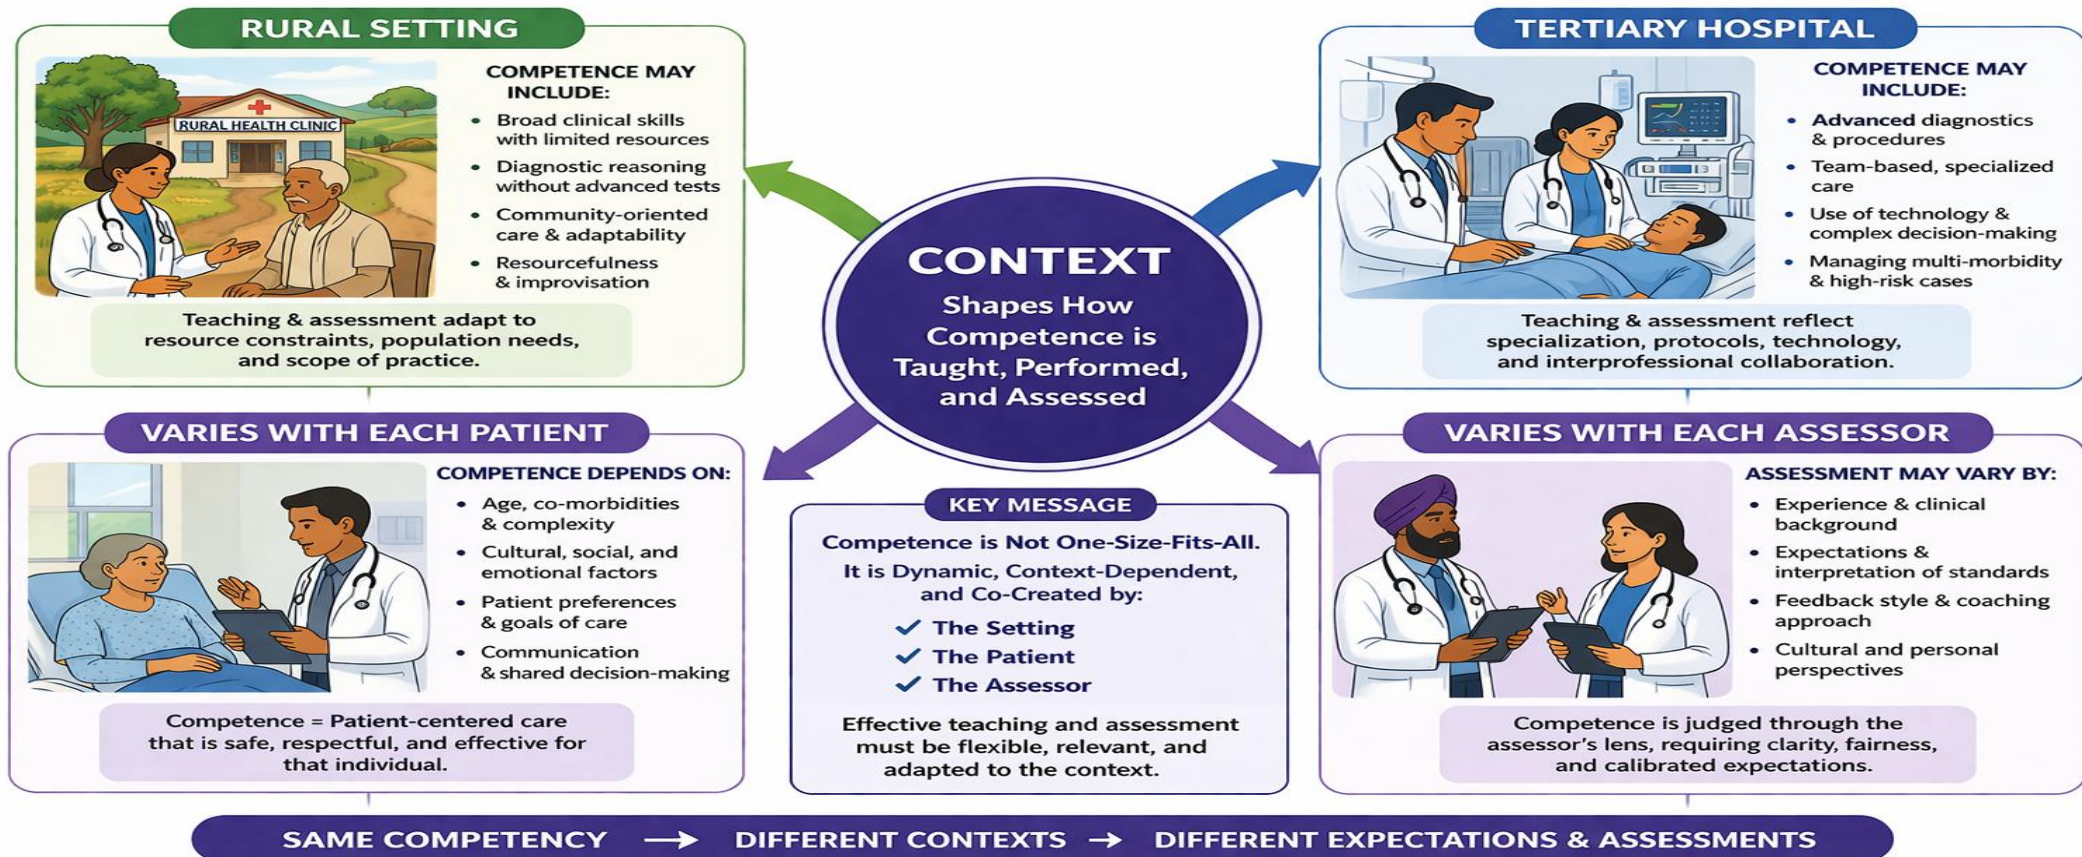 RURAL SETTING
RURAL HEALTH CLINIC
COMPETENCE MAY
INCLUDE:
• Broad clinical skills
with limited resources
• Diagnostic reasoning
without advanced tests
• Community-oriented
care & adaptability
• Resourcefulness
& improvisation
Teaching & assessment adapt to
resource constraints, population needs,
and scope of practice.
TERTIARY HOSPITAL
COMPETENCE MAY
INCLUDE:
• Advanced diagnostics
& procedures
• Team-based, specialized
care
• Use of technology &
complex decision-making
• Managing multi-morbidity
& high-risk cases
Teaching & assessment reflect
specialization, protocols, technology,
and interprofessional collaboration.
CONTEXT
Shapes How
Competence is
Taught, Performed,
and Assessed
VARIES WITH EACH PATIENT
COMPETENCE DEPENDS ON:
• Age, co-morbidities
& complexity
• Cultural, social, and
emotional factors
• Patient preferences
& goals of care
• Communication
& shared decision-making
Competence = Patient-centered care
that is safe, respectful, and effective for
that individual.
KEY MESSAGE
Competence is Not One-Size-Fits-All.
It is Dynamic, Context-Dependent,
and Co-Created by:
✓ The Setting
✓ The Patient
✓ The Assessor
Effective teaching and assessment
must be flexible, relevant, and
adapted to the context.
VARIES WITH EACH ASSESSOR
ASSESSMENT MAY VARY BY:
• Experience & clinical
background
• Expectations &
interpretation of standards
• Feedback style & coaching
approach
• Cultural and personal
perspectives
Competence is judged through the
assessor's lens, requiring clarity, fairness,
and calibrated expectations.
SAME COMPETENCY → DIFFERENT CONTEXTS → DIFFERENT EXPECTATIONS & ASSESSMENTS